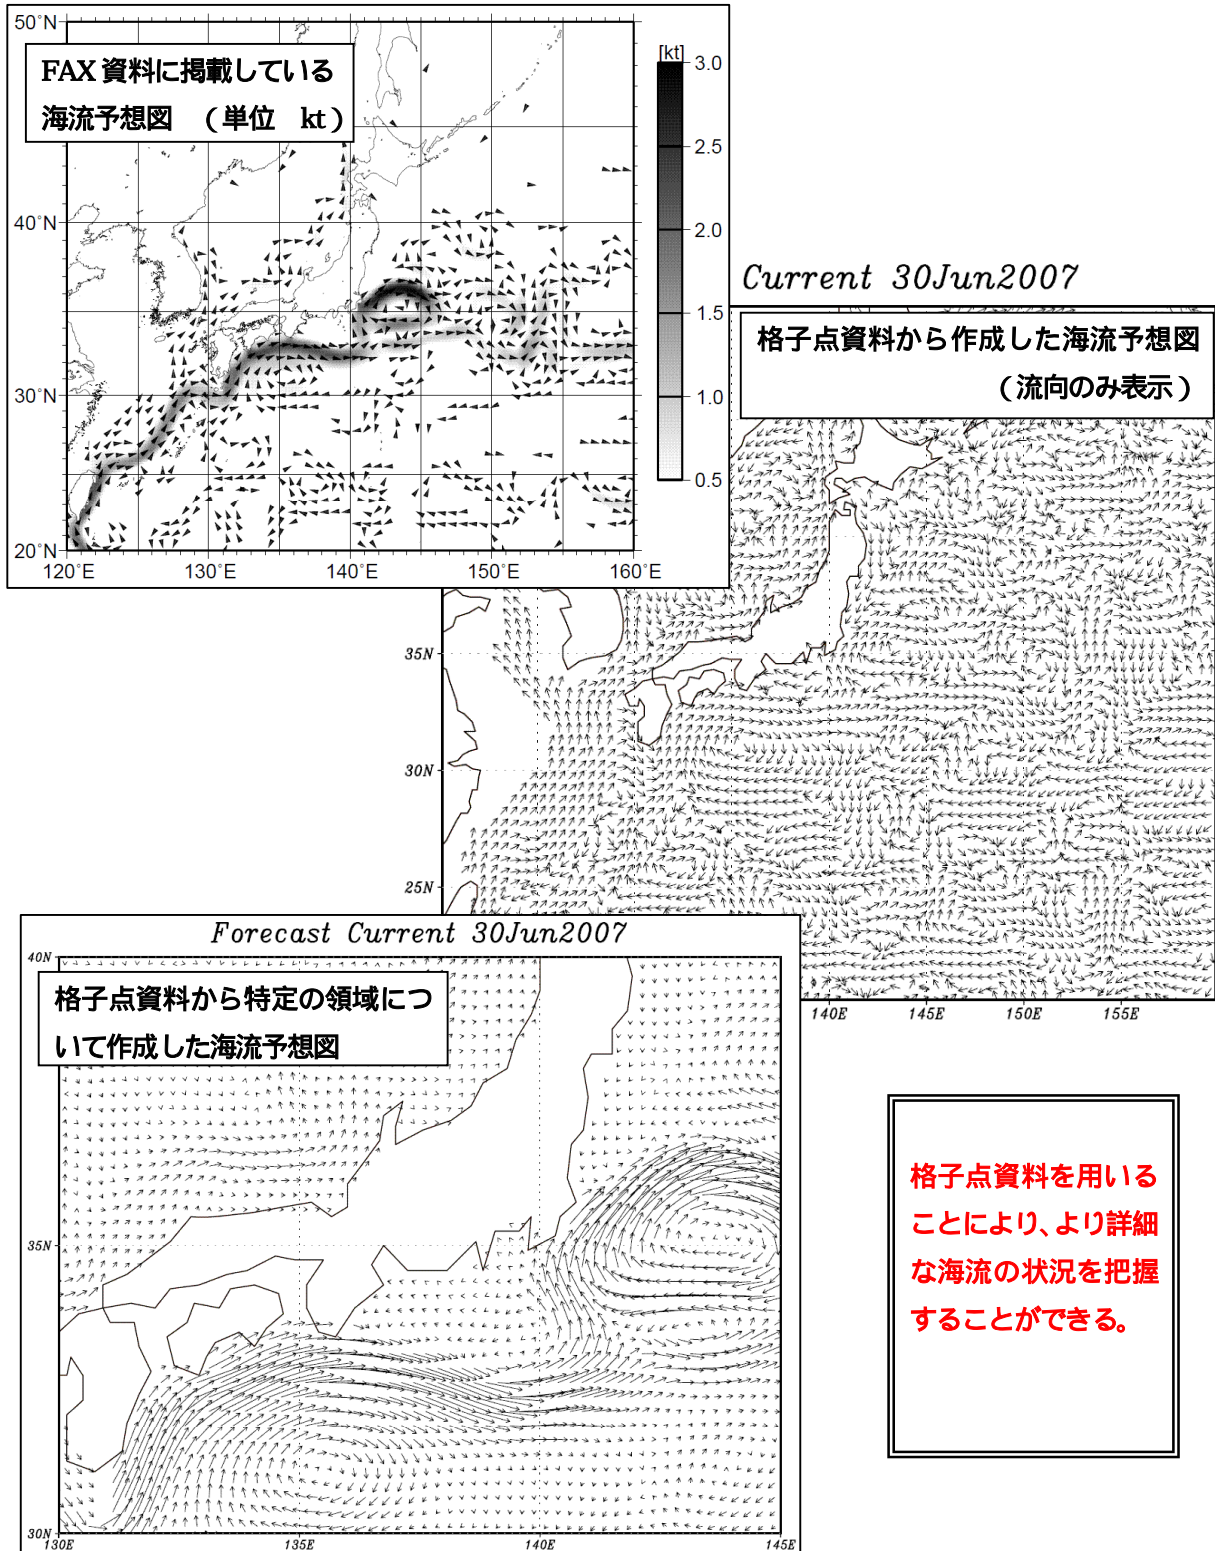 50°N
FAX 資料に掲載している
海流予想図 （単位 kt）
40°N
30°N
20°N
120°E 130°E 140°E 150°E 160°E
[kt]
3.0
2.5
2.0
1.5
1.0
0.5
Current 30Jun2007
格子点資料から作成した海流予想図
（流向のみ表示）
35N
30N
25N
140E 145E 150E 155E
Forecast Current 30Jun2007
40N
格子点資料から特定の領域につ
いて作成した海流予想図
35N
30N
130E 135E 140E 145E
格子点資料を用いる
ことにより、より詳細
な海流の状況を把握
することができる。